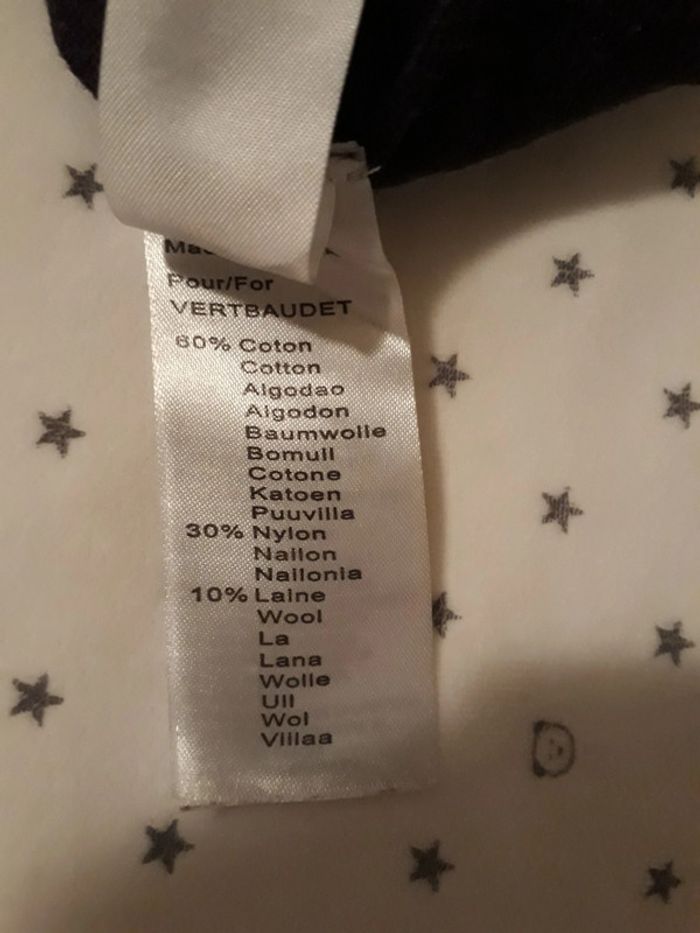 Pour/For
VERTBAUDET
60% Coton
Cotton
Algodao
Algodon
Baumwolle
Bomull
Cotone
Katoen
Puuvilla
30% Nylon
Nailon
Nailonia
10% Laine
Wool
La
Lana
Wolle
Ull
Wol
Villaa